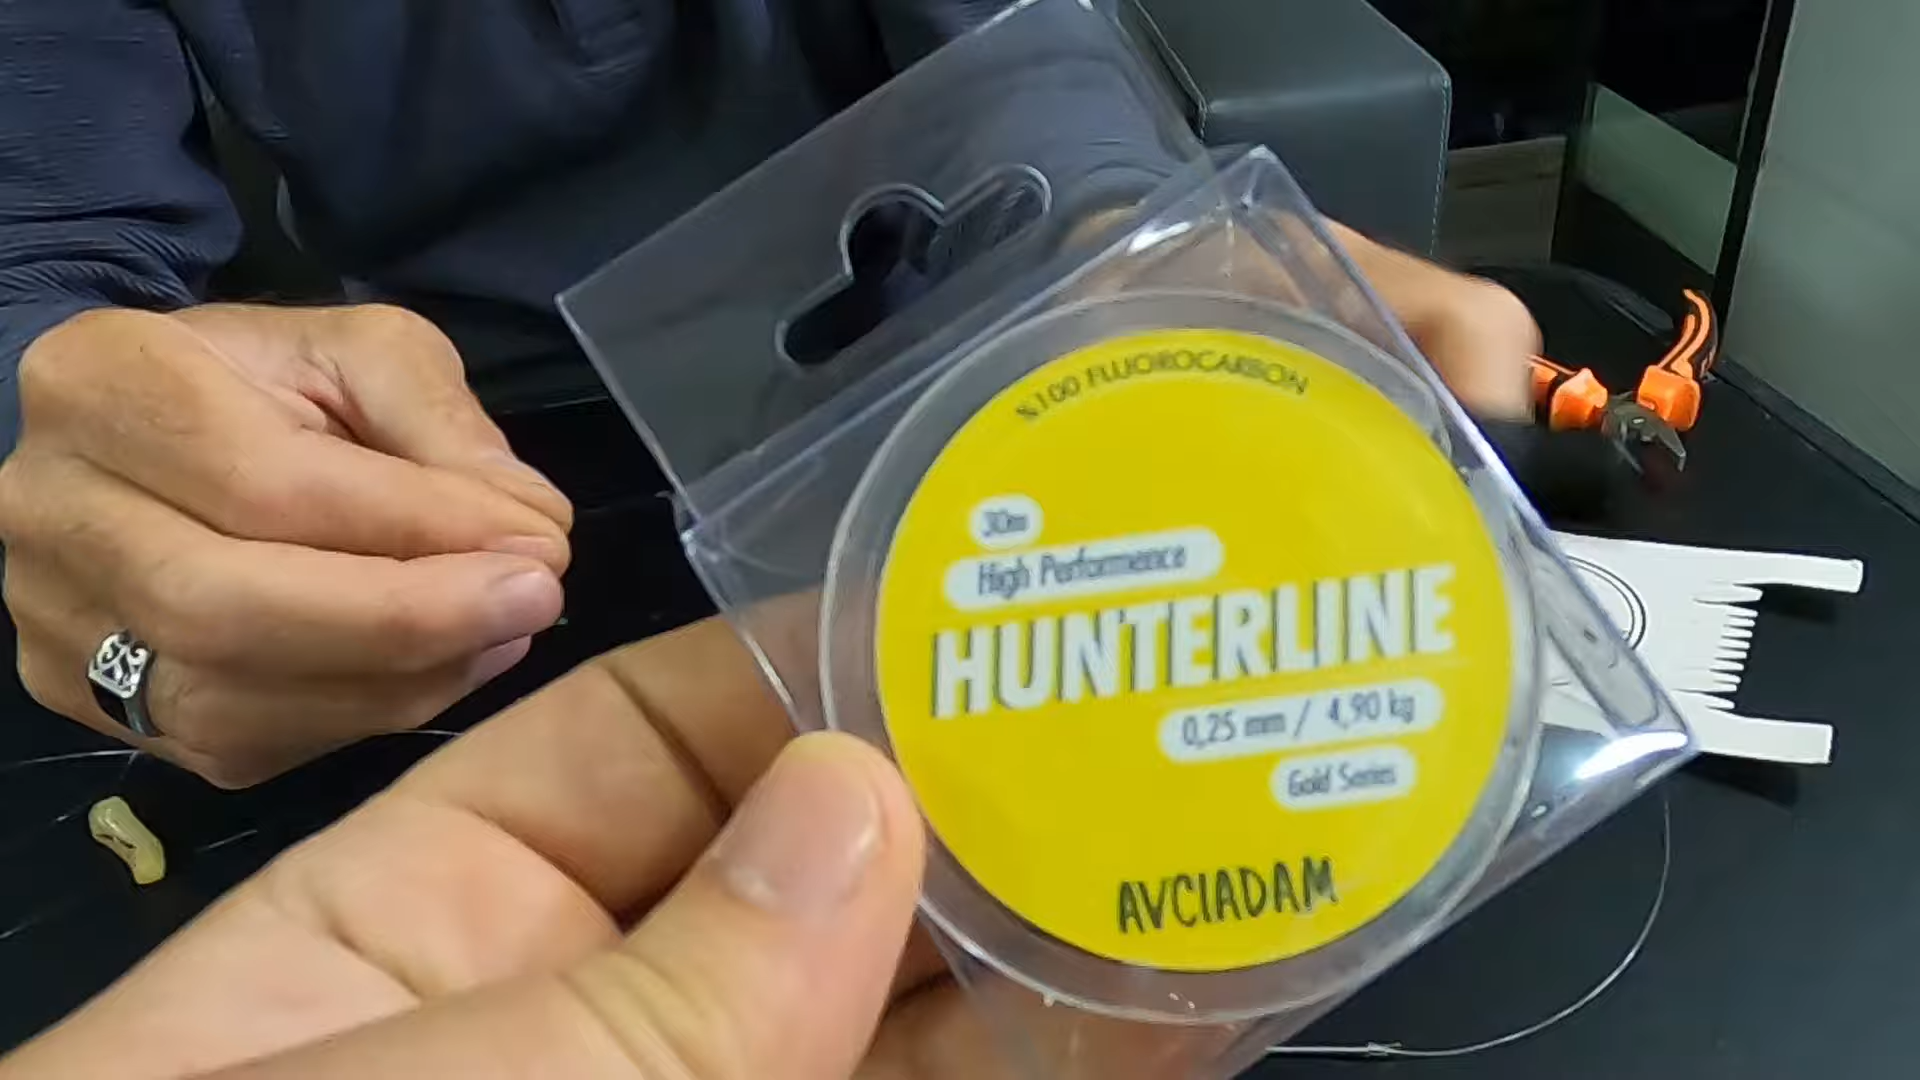 %100 FLUOROCARBON
30m
High Performance
HUNTERLINE
0,25 mm / 4,90 kg
Gold Series
AVCIADAM